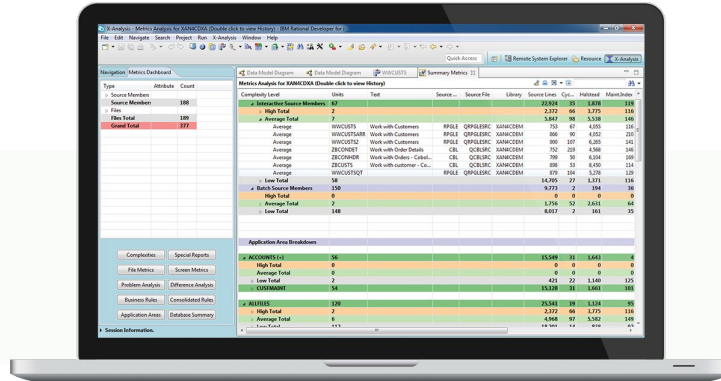 X-Analysis - Metrics Analysis for XAN4CDXA (Double click to view History) - IBM Rational Developer for i
File Edit Navigate Search Project Run X-Analysis Window Help
Quick Access Remote System Explorer Resource X-Analysis
Navigation Metrics Dashboard
Type Attribute Count
Source Members
Source Members 188
Files
Files Total 189
Grand Total 377
Complexities Special Reports
File Metrics Screen Metrics
Problem Analysis Difference Analysis
Business Rules Consolidated Rules
Application Areas Database Summary
Session Information.
Data Model Diagram Data Model Diagram WWCUSTS Summary Metrics
Metrics Analysis for XAN4CDXA (Double click to view History)
Complexity Level Units Text Source ... Source File Library Source Lines Cyc... Halstead Maint.Index
Interactive Source Members 67 22,924 35 1,878 119
High Total 2 2,372 66 3,775 116
Average Total 7 5,847 98 5,538 146
Average WWCUSTS Work with Customers RPGLE QRPGLESRC XAN4CDEM 753 67 4,055 116
Average WWCUSTSARR Work with Customers RPGLE QRPGLESRC XAN4CDEM 866 90 4,052 210
Average WWCUSTS2 Work with Customers RPGLE QRPGLESRC XAN4CDEM 800 107 6,265 141
Average ZBCONDET Work with Order Details CBL QCBLSRC XAN4CDEM 752 219 4,568 146
Average ZBCONHDR Work with Orders - Cobol... CBL QCBLSRC XAN4CDEM 799 50 6,104 169
Average ZBCUSTS Work with customer - Co... CBL QCBLSRC XAN4CDEM 898 53 8,450 114
Average WWCUSTSQT RPGLE QRPGLESRC XAN4CDEM 879 104 5,278 129
Low Total 58 14,705 27 1,371 116
Batch Source Members 150 9,773 2 194 36
High Total 0 0 0 0 0
Average Total 2 1,756 52 2,631 64
Low Total 148 8,017 2 161 35
Application Area Breakdown
ACCOUNTS (+) 56 15,549 31 1,643 4
High Total 0 0 0 0 0
Average Total 0 0 0 0 0
Low Total 2 421 22 1,140 125
CUSFMAINT 54 15,128 31 1,661 101
ALLFILES 120 25,541 19 1,124 95
High Total 2 2,372 66 3,775 116
Average Total 6 4,968 97 5,582 149